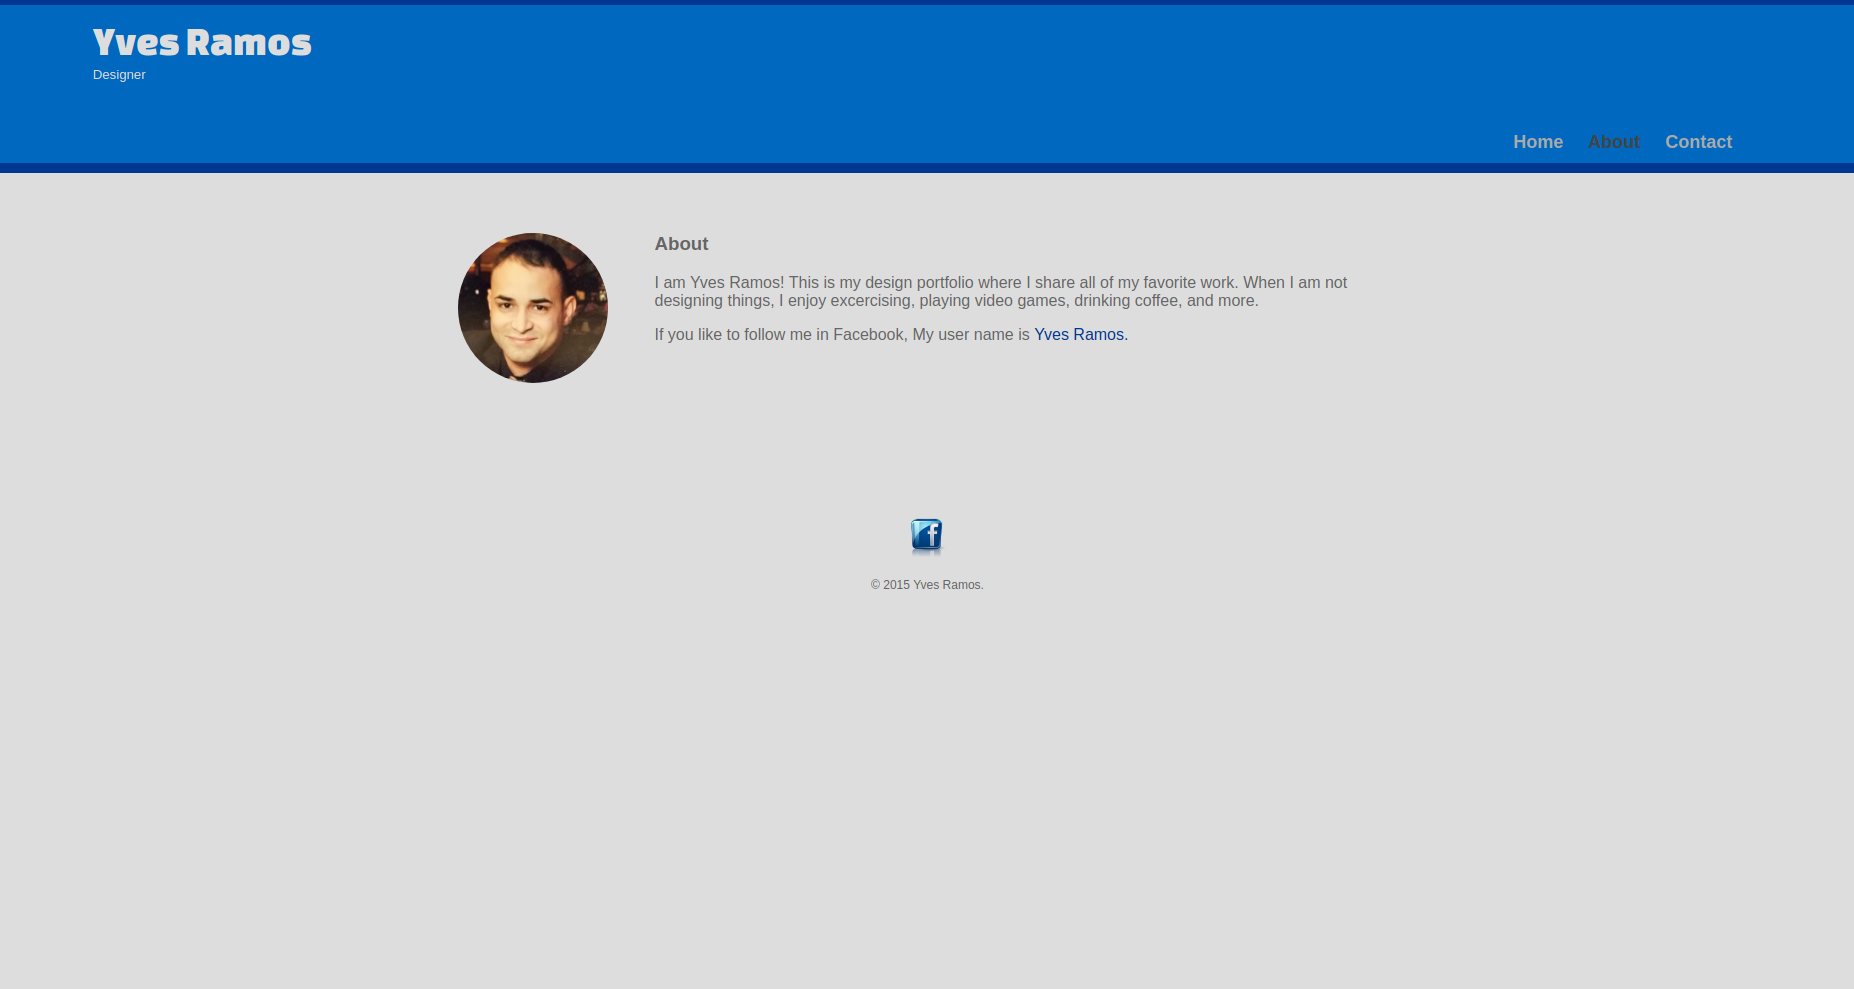 Yves Ramos
Designer
Home About Contact
About
I am Yves Ramos! This is my design portfolio where I share all of my favorite work. When I am not
designing things, I enjoy excercising, playing video games, drinking coffee, and more.
If you like to follow me in Facebook, My user name is Yves Ramos.
f
© 2015 Yves Ramos.